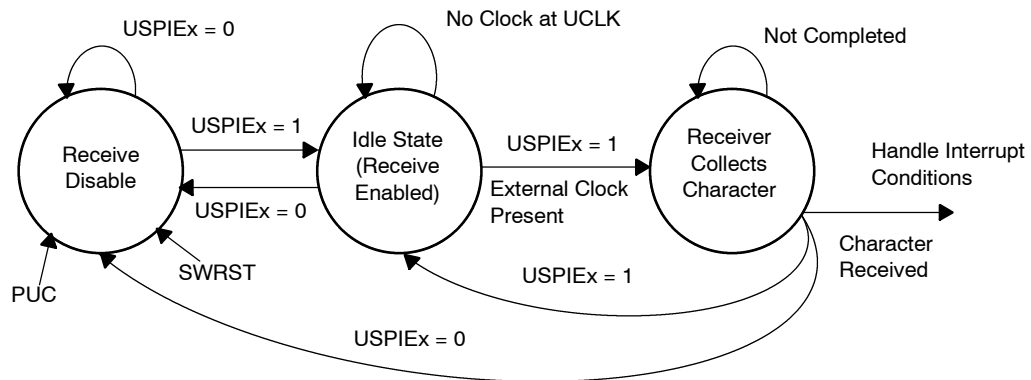 USPIEx = 0
No Clock at UCLK
Not Completed
USPIEx = 1
Receive
Disable
Idle State
(Receive
Enabled)
USPIEx = 1
Receiver
Collects
Character
Handle Interrupt
Conditions
USPIEx = 0
External Clock
Present
SWRST
PUC
USPIEx = 1
Character
Received
USPIEx = 0